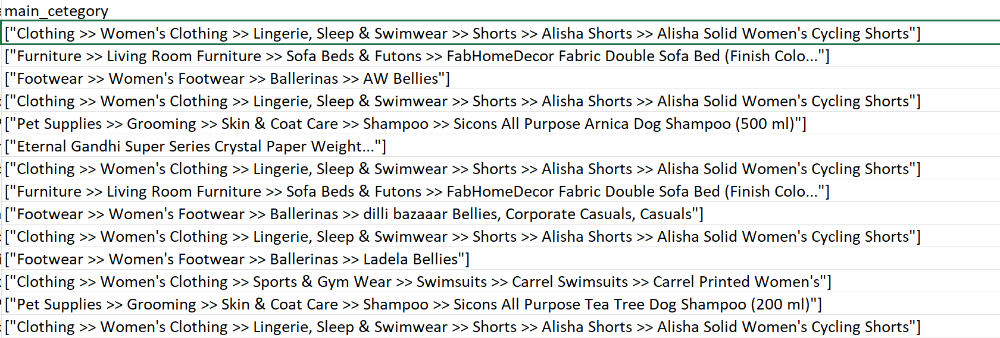 main_cetegory
["Clothing >> Women's Clothing >> Lingerie, Sleep & Swimwear >> Shorts >> Alisha Shorts >> Alisha Solid Women's Cycling Shorts"]
["Furniture >> Living Room Furniture >> Sofa Beds & Futons >> FabHomeDecor Fabric Double Sofa Bed (Finish Colo..."]
["Footwear >> Women's Footwear >> Ballerinas >> AW Bellies"]
["Clothing >> Women's Clothing >> Lingerie, Sleep & Swimwear >> Shorts >> Alisha Shorts >> Alisha Solid Women's Cycling Shorts"]
["Pet Supplies >> Grooming >> Skin & Coat Care >> Shampoo >> Sicons All Purpose Arnica Dog Shampoo (500 ml)"]
["Eternal Gandhi Super Series Crystal Paper Weight..."]
["Clothing >> Women's Clothing >> Lingerie, Sleep & Swimwear >> Shorts >> Alisha Shorts >> Alisha Solid Women's Cycling Shorts"]
["Furniture >> Living Room Furniture >> Sofa Beds & Futons >> FabHomeDecor Fabric Double Sofa Bed (Finish Colo..."]
["Footwear >> Women's Footwear >> Ballerinas >> dilli bazaaar Bellies, Corporate Casuals, Casuals"]
["Clothing >> Women's Clothing >> Lingerie, Sleep & Swimwear >> Shorts >> Alisha Shorts >> Alisha Solid Women's Cycling Shorts"]
["Footwear >> Women's Footwear >> Ballerinas >> Ladela Bellies"]
["Clothing >> Women's Clothing >> Sports & Gym Wear >> Swimsuits >> Carrel Swimsuits >> Carrel Printed Women's"]
["Pet Supplies >> Grooming >> Skin & Coat Care >> Shampoo >> Sicons All Purpose Tea Tree Dog Shampoo (200 ml)"]
["Clothing >> Women's Clothing >> Lingerie, Sleep & Swimwear >> Shorts >> Alisha Shorts >> Alisha Solid Women's Cycling Shorts"]